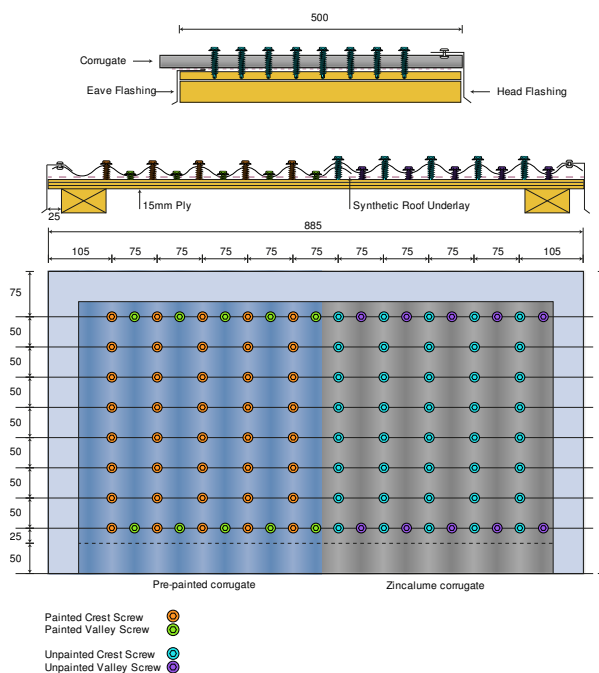 500
Corrugate
Eave Flashing
Head Flashing
15mm Ply
Synthetic Roof Underlay
25
885
105 75 75 75 75 75 75 75 75 75 105
75
50
50
50
50
50
50
50
25
50
Pre-painted corrugate
Zincalume corrugate
Painted Crest Screw
Painted Valley Screw
Unpainted Crest Screw
Unpainted Valley Screw